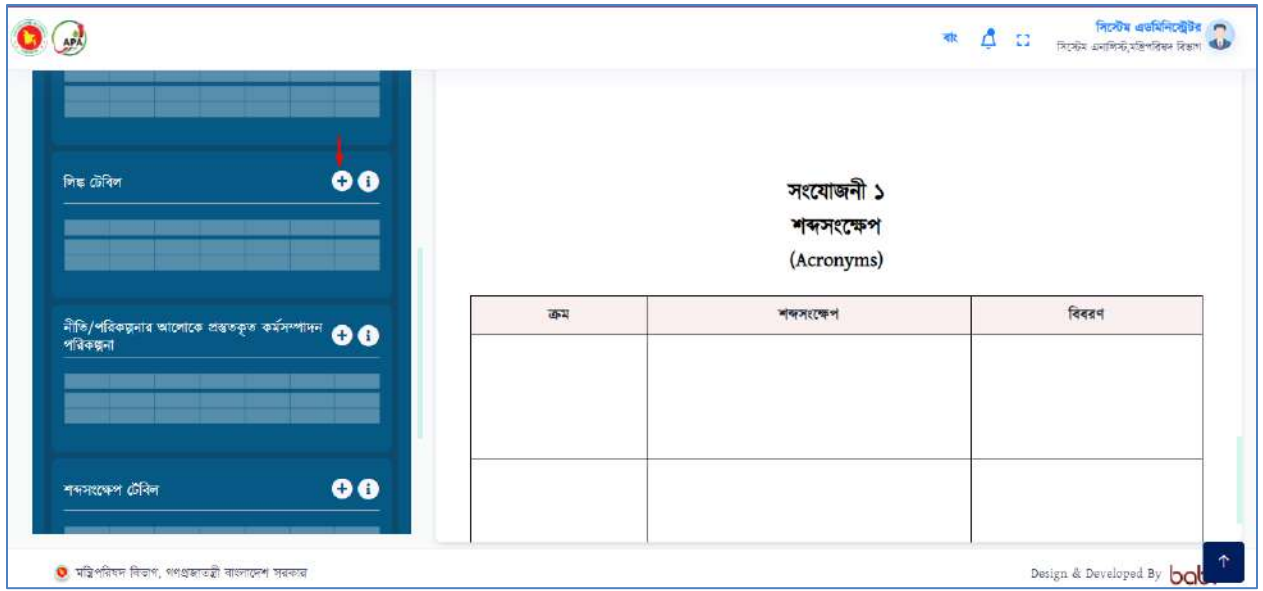 APA
বাং
সিস্টেম এডমিনিস্ট্রেটর
সিস্টেম এনালিস্ট,মন্ত্রিপরিষদ বিভাগ
লিঙ্ক টেবিল
নীতি/পরিকল্পনার আলোকে প্রস্তুতকৃত কর্মসম্পাদন
পরিকল্পনা
শব্দসংক্ষেপ টেবিল
সংযোজনী ১
শব্দসংক্ষেপ
(Acronyms)
ক্রম শব্দসংক্ষেপ বিবরণ
মন্ত্রিপরিষদ বিভাগ, গণপ্রজাতন্ত্রী বাংলাদেশ সরকার
Design & Developed By